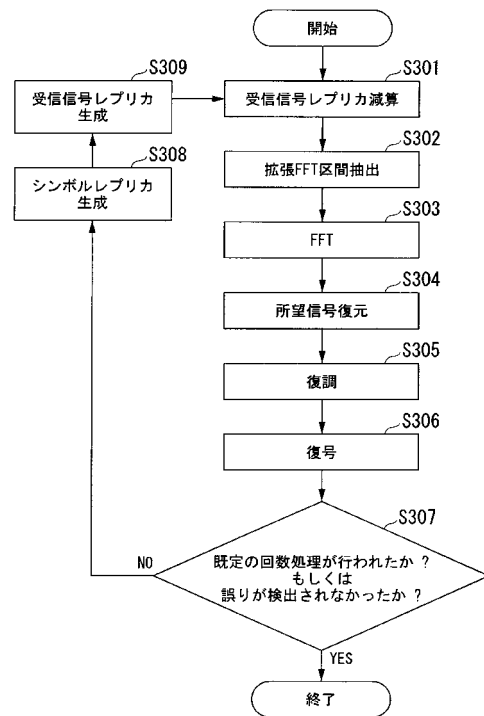 開始
S301
受信信号レプリカ減算
S302
拡張FFT区間抽出
S303
FFT
S304
所望信号復元
S305
復調
S306
復号
S307
既定の回数処理が行われたか ?
もしくは
誤りが検出されなかったか ?
NO
YES
終了
S308
シンボルレプリカ
生成
S309
受信信号レプリカ
生成